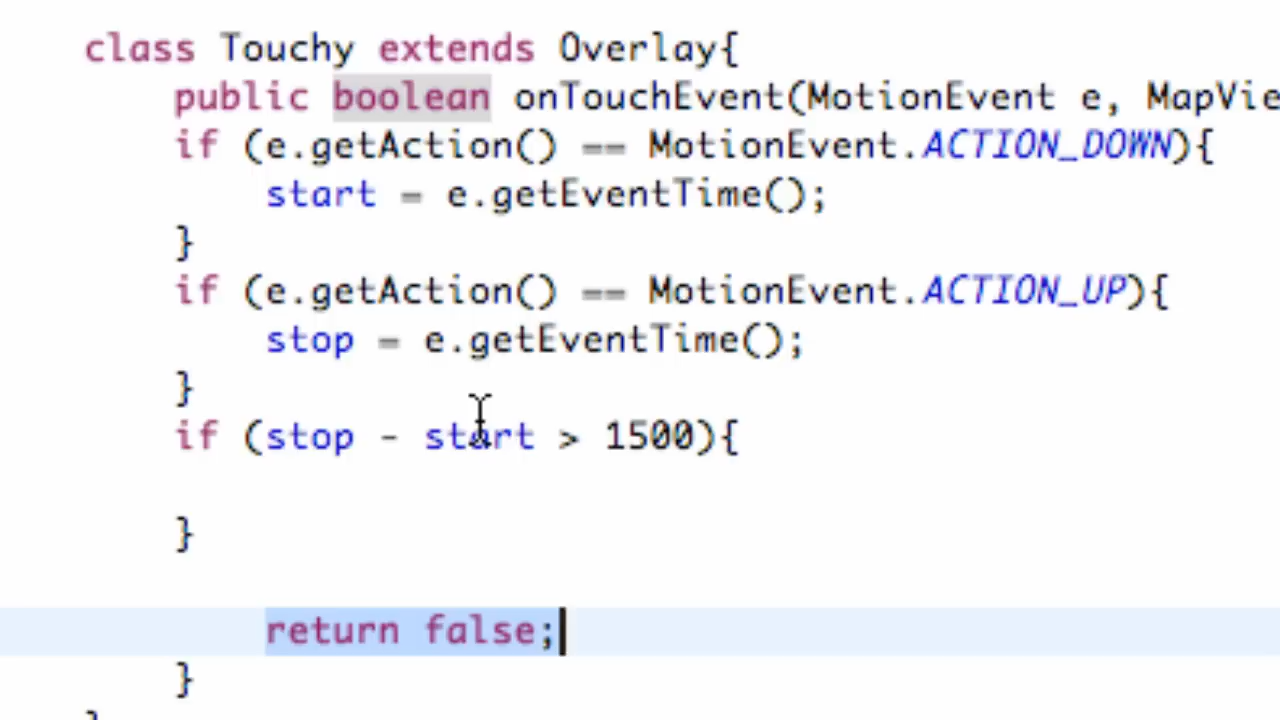 class Touchy extends Overlay{
public boolean onTouchEvent(MotionEvent e, MapVie
if (e.getAction() == MotionEvent.ACTION_DOWN){
start = e.getEventTime();
}
if (e.getAction() == MotionEvent.ACTION_UP){
stop = e.getEventTime();
}
if (stop - start > 1500){
}
return false;
}
}